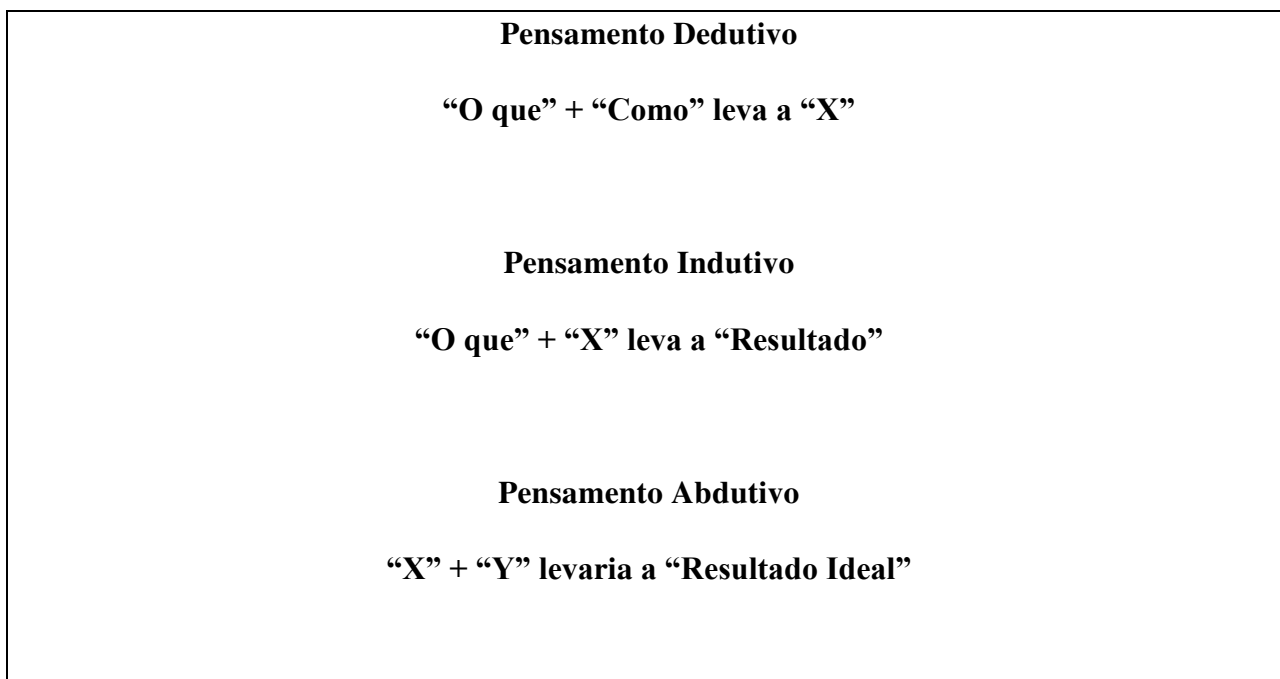 Pensamento Dedutivo
“O que” + “Como” leva a “X”
Pensamento Indutivo
“O que” + “X” leva a “Resultado”
Pensamento Abdutivo
“X” + “Y” levaria a “Resultado Ideal”